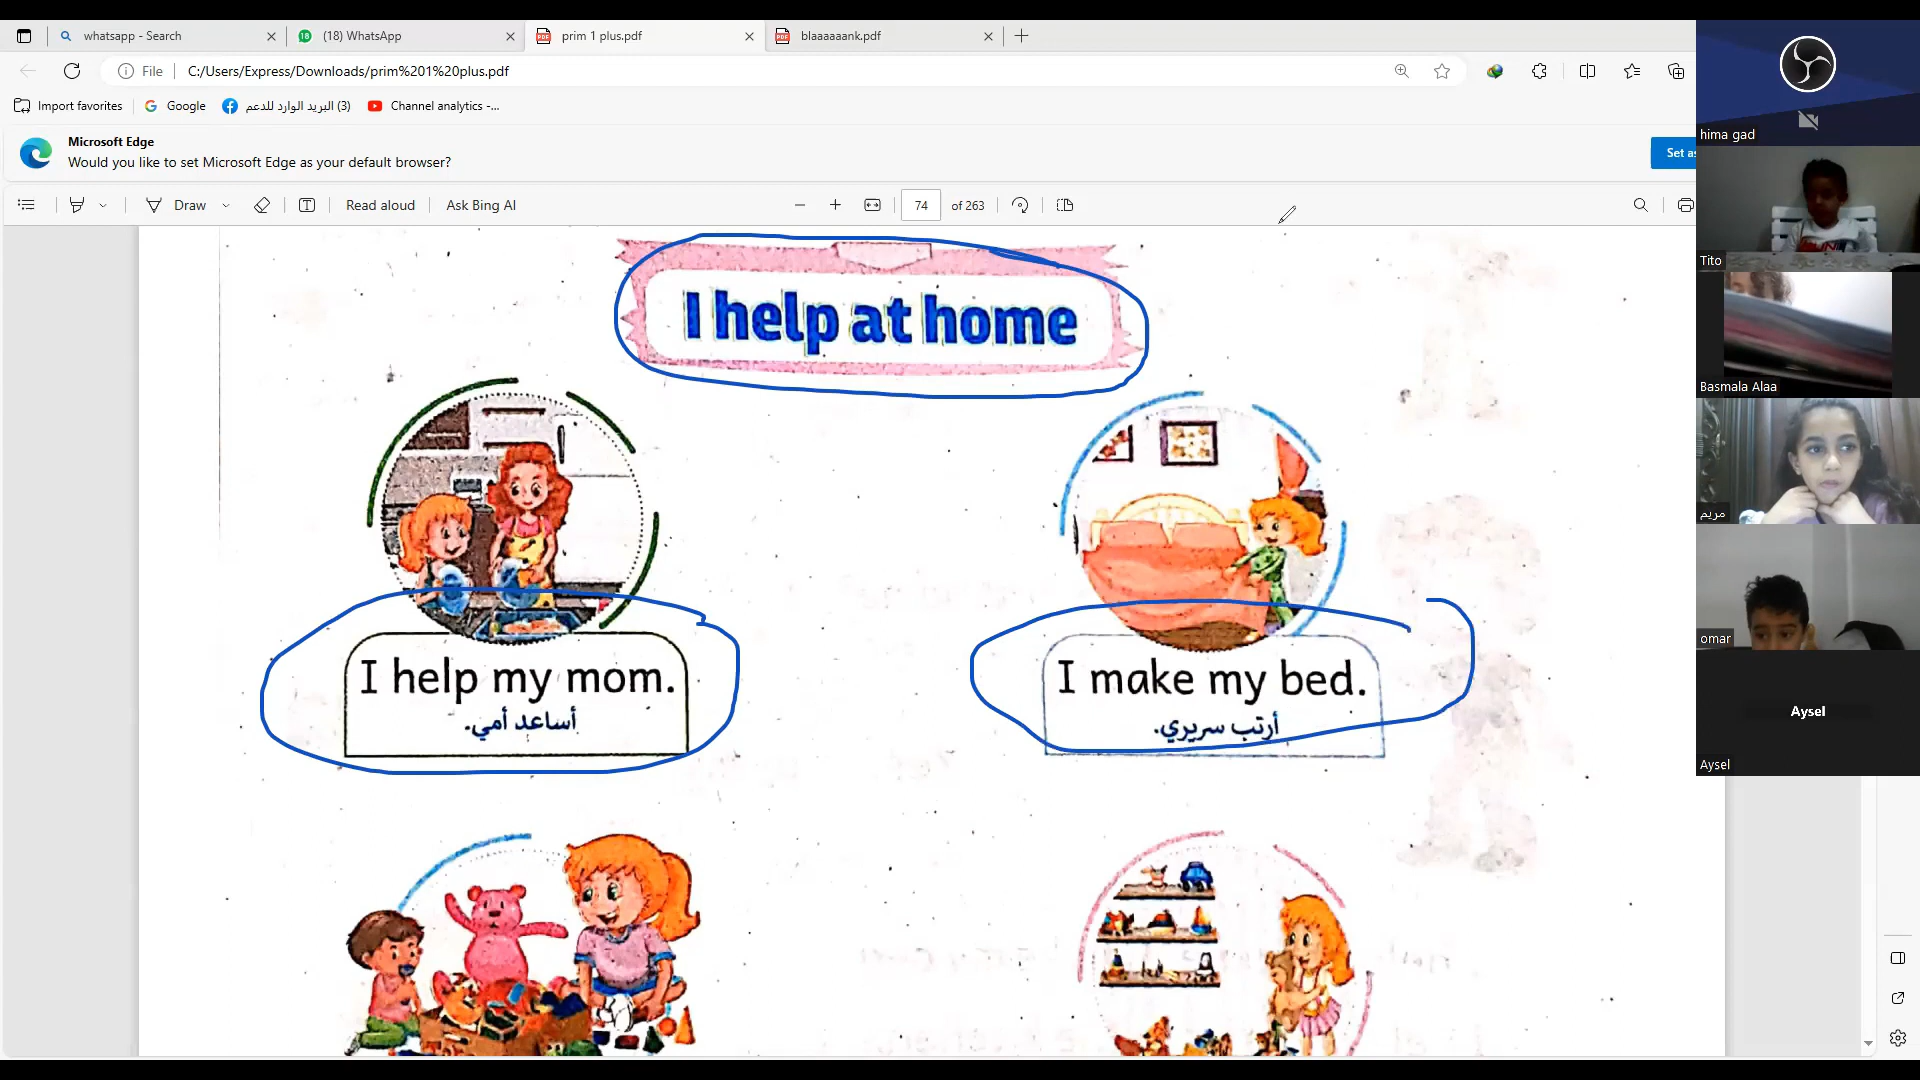 whatsapp - Search
(18) WhatsApp
prim 1 plus.pdf
blaaaaaank.pdf
File
C:/Users/Express/Downloads/prim%201%20plus.pdf
Import favorites
Google
(3) البريد الوارد للدعم
Channel analytics -...
Microsoft Edge
Would you like to set Microsoft Edge as your default browser?
Set as
Draw
Read aloud
Ask Bing AI
74 of 263
I help at home
I help my mom.
أساعد أمي.
I make my bed.
أرتب سريري.
hima gad
Tito
Basmala Alaa
مريم
omar
Aysel
Aysel